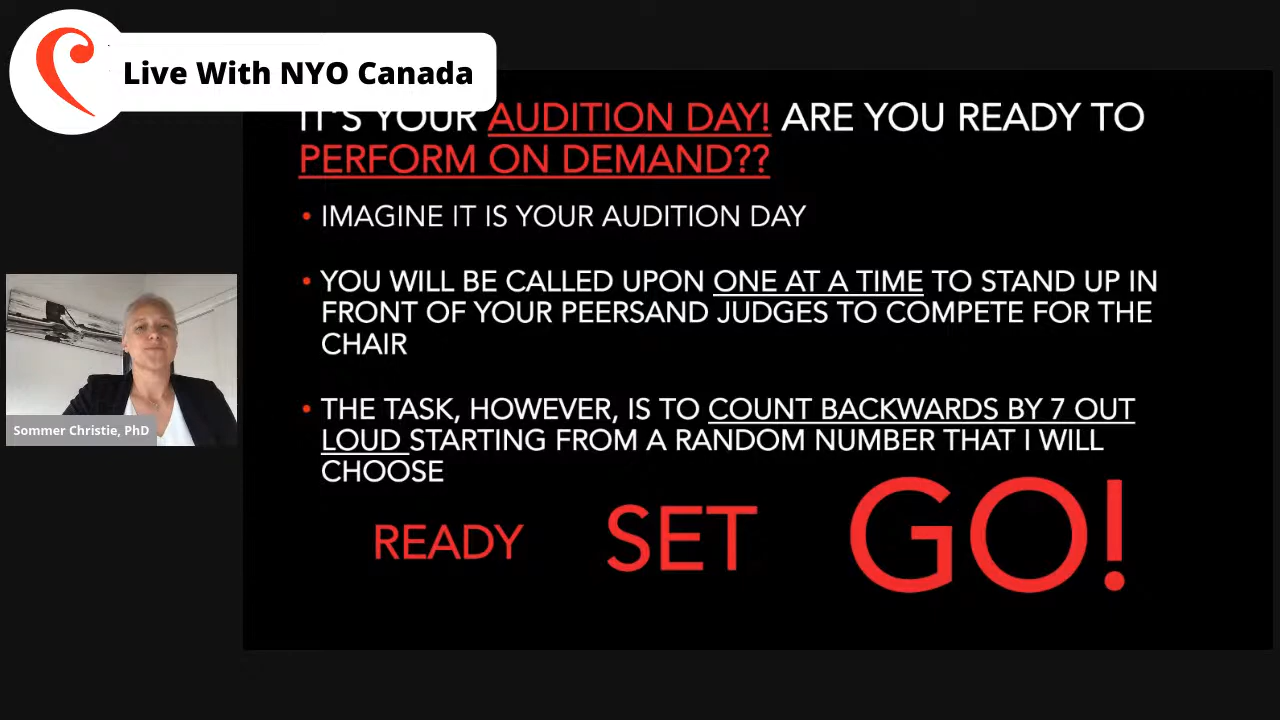 Live With NYO Canada
IT'S YOUR AUDITION DAY! ARE YOU READY TO
PERFORM ON DEMAND??
• IMAGINE IT IS YOUR AUDITION DAY
• YOU WILL BE CALLED UPON ONE AT A TIME TO STAND UP IN
FRONT OF YOUR PEERSAND JUDGES TO COMPETE FOR THE
CHAIR
• THE TASK, HOWEVER, IS TO COUNT BACKWARDS BY 7 OUT
LOUD STARTING FROM A RANDOM NUMBER THAT I WILL
CHOOSE
READY SET GO!
Sommer Christie, PhD